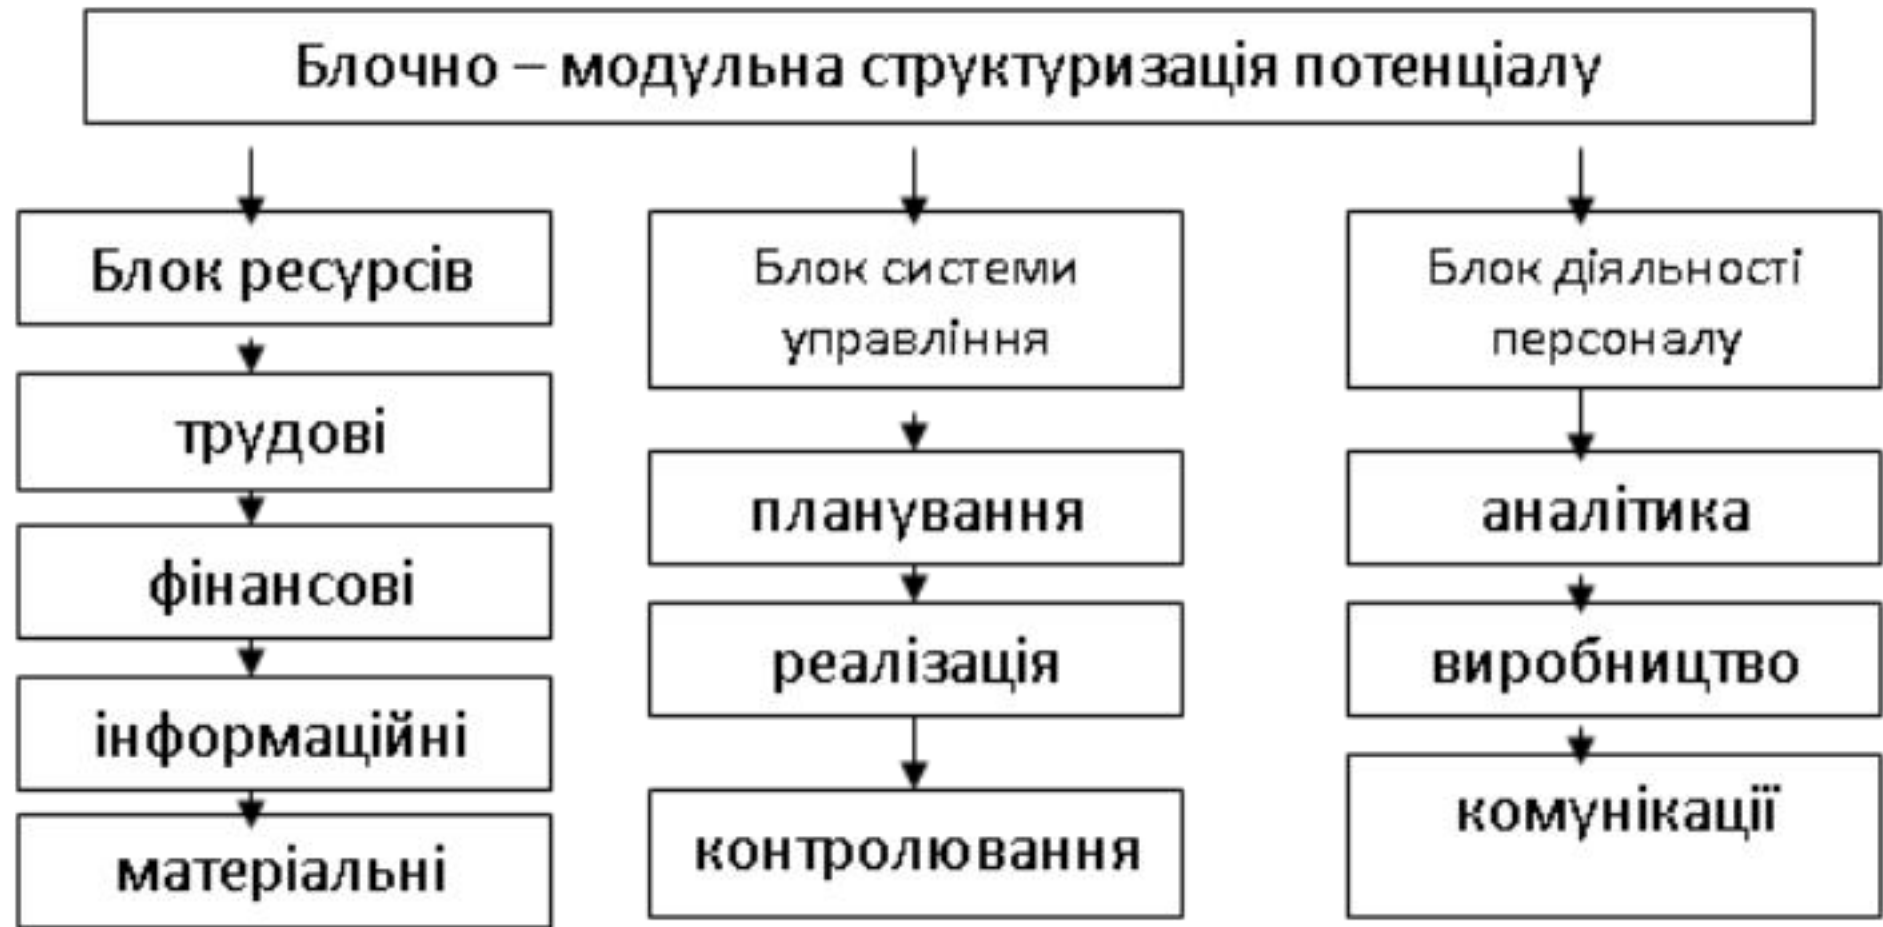 Блочно – модульна структуризація потенціалу
Блок ресурсів
трудові
фінансові
інформаційні
матеріальні
Блок системи
управління
планування
реалізація
контролювання
Блок діяльності
персоналу
аналітика
виробництво
комунікації